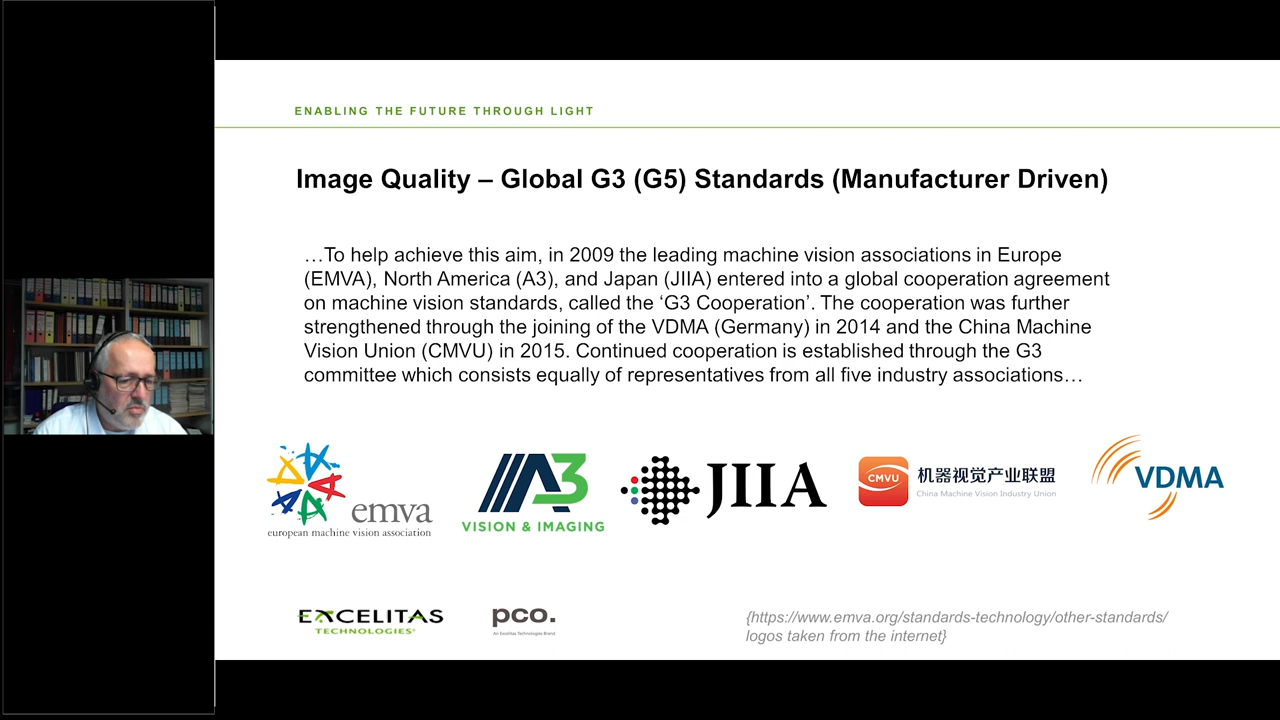 ENABLING THE FUTURE THROUGH LIGHT
Image Quality – Global G3 (G5) Standards (Manufacturer Driven)
…To help achieve this aim, in 2009 the leading machine vision associations in Europe
(EMVA), North America (A3), and Japan (JIIA) entered into a global cooperation agreement
on machine vision standards, called the ‘G3 Cooperation’. The cooperation was further
strengthened through the joining of the VDMA (Germany) in 2014 and the China Machine
Vision Union (CMVU) in 2015. Continued cooperation is established through the G3
committee which consists equally of representatives from all five industry associations…
emva
european machine vision association
A3
VISION & IMAGING
JIIA
CMVU
机器视觉产业联盟
China Machine Vision Industry Union
VDMA
EXCELITAS
TECHNOLOGIES®
pco.
An Excelitas Technologies Brand
{https://www.emva.org/standards-technology/other-standards/
logos taken from the internet}